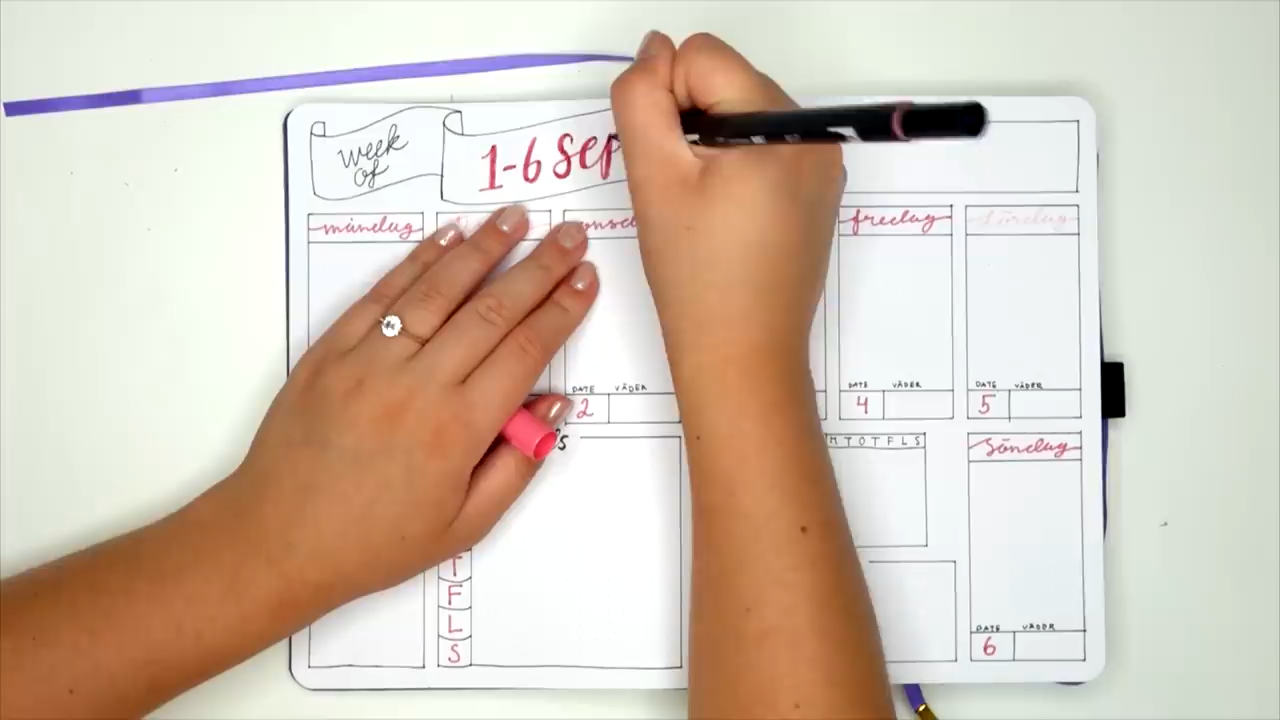 week
of
1-6 Sep
måndag
onsd
fredag
lördag
DATE VÄDER
2
DATE VÄDER
4
DATE VÄDER
5
M T O T F L S
söndag
T
F
L
S
DATE VÄDER
6